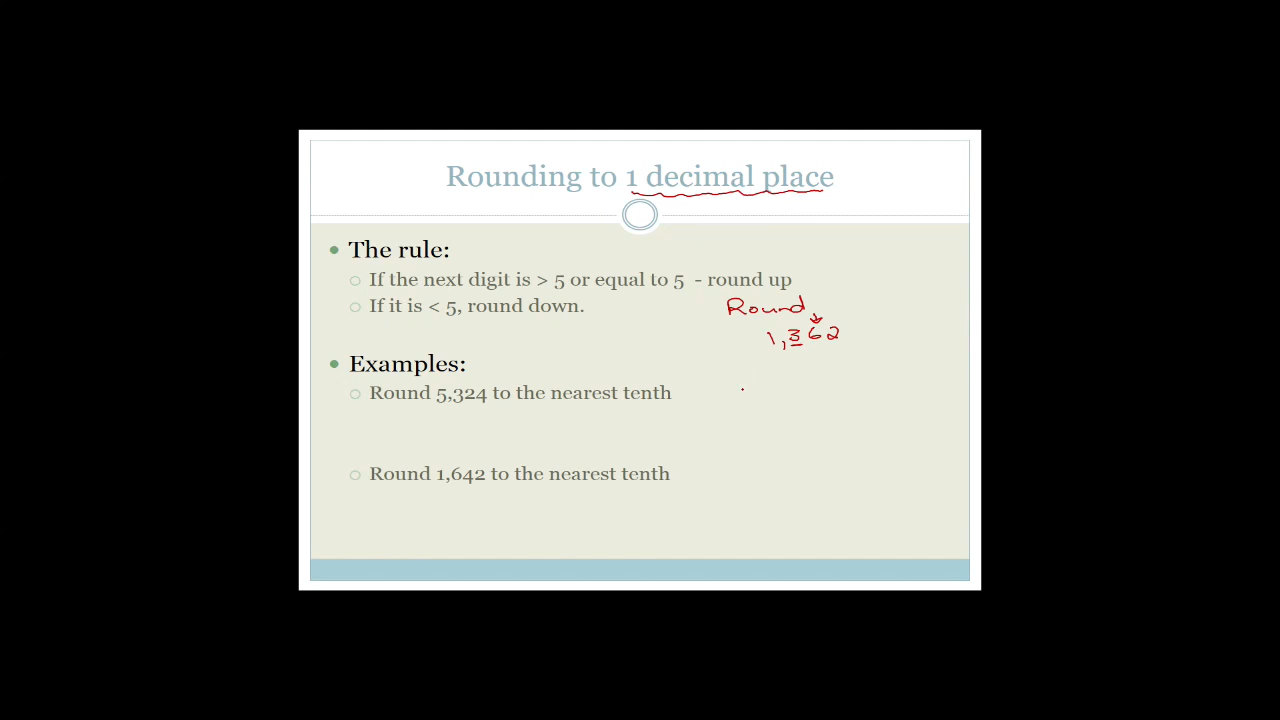 Rounding to 1 decimal place
The rule:
If the next digit is > 5 or equal to 5 - round up
If it is < 5, round down.
Round
1,362
Examples:
Round 5,324 to the nearest tenth
Round 1,642 to the nearest tenth